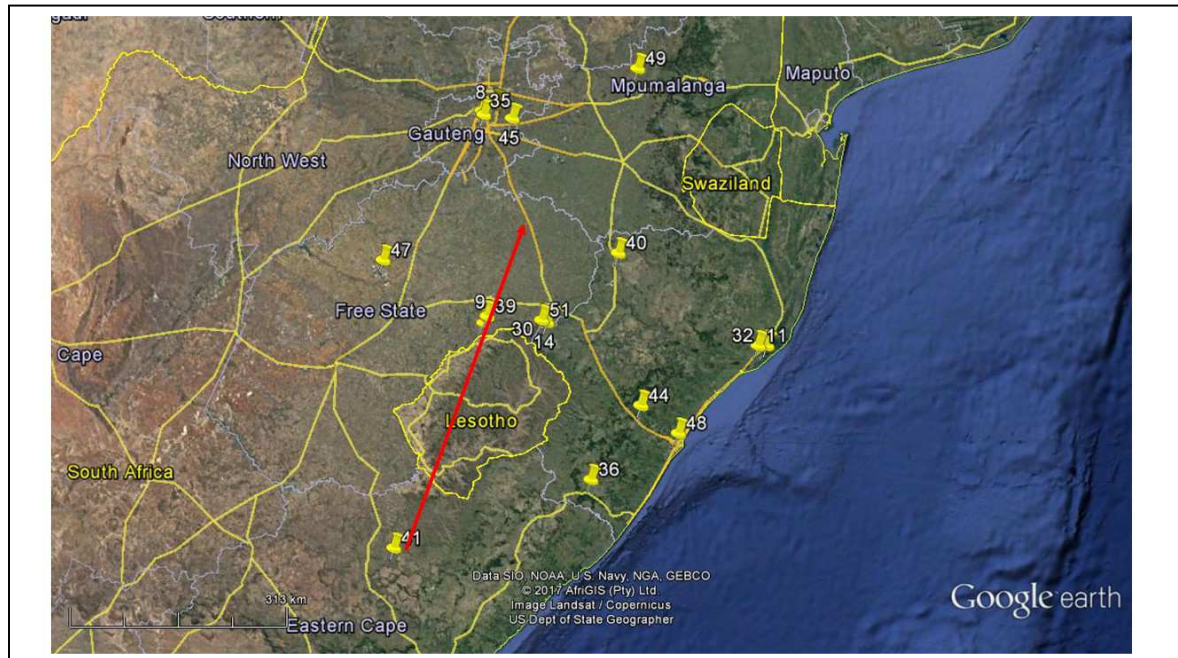 Southern
49
Mpumalanga
Maputo
8
35
Gauteng
45
North West
Swaziland
47
40
Free State
9
39
51
30
14
32
11
Cape
44
Lesotho
48
South Africa
36
41
Data SIO, NOAA, U.S. Navy, NGA, GEBCO
© 2017 AfriGIS (Pty) Ltd.
Image Landsat / Copernicus
US Dept of State Geographer
313 km
Eastern Cape
Google earth